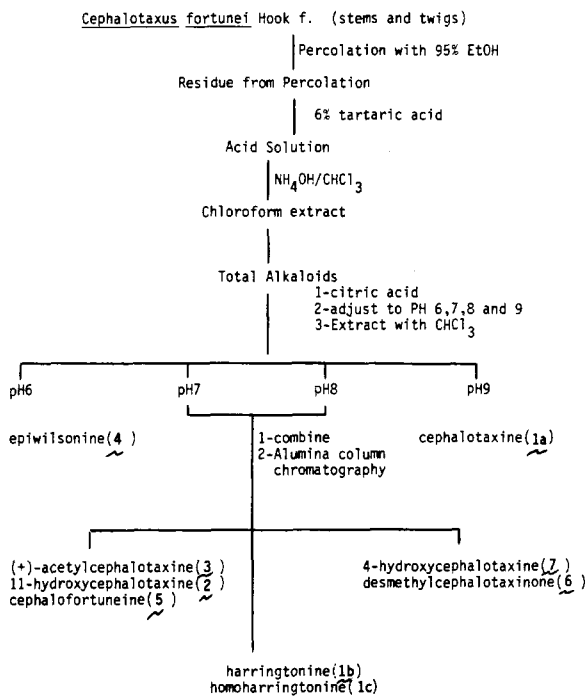 Cephalotaxus fortunei Hook f. (stems and twigs)
Percolation with 95% EtOH
Residue from Percolation
6% tartaric acid
Acid Solution
NH4OH/CHCl3
Chloroform extract
Total Alkaloids
1-citric acid
2-adjust to PH 6,7,8 and 9
3-Extract with CHCl3
pH6 pH7 pH8 pH9
epiwilsonine(4)
1-combine
2-Alumina column
chromatography
cephalotaxine(1a)
(+)-acetylcephalotaxine(3)
11-hydroxycephalotaxine(2)
cephalofortuneine(5)
4-hydroxycephalotaxine(7)
desmethylcephalotaxinone(6)
harringtonine(1b)
homoharringtonine(1c)